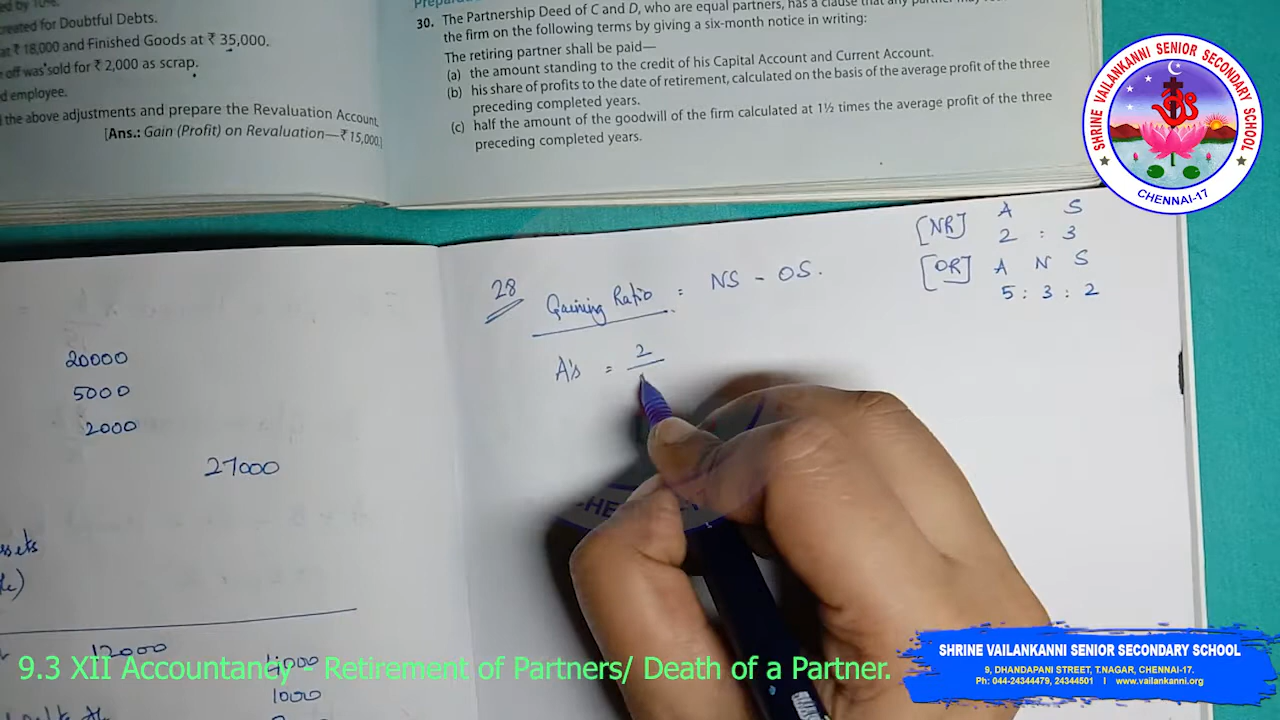 ed by 10%.
created for Doubtful Debts.
at ₹ 18,000 and Finished Goods at ₹ 35,000.
off was sold for ₹ 2,000 as scrap.
d employee.
the above adjustments and prepare the Revaluation Account.
[Ans.: Gain (Profit) on Revaluation—₹ 15,000.]
30. The Partnership Deed of C and D, who are equal partners, has a clause that any partner may
the firm on the following terms by giving a six-month notice in writing:
The retiring partner shall be paid—
(a) the amount standing to the credit of his Capital Account and Current Account.
(b) his share of profits to the date of retirement, calculated on the basis of the average profit of the three
preceding completed years.
(c) half the amount of the goodwill of the firm calculated at 1½ times the average profit of the three
preceding completed years.
SHRINE VAILANKANNI SENIOR SECONDARY SCHOOL
CHENNAI-17
[NR] A S
2 : 3
[OR] A N S
5 : 3 : 2
28 Gaining Ratio = NS - OS.
A's = 2
20000
5000
2000
27000
ssets
12000
1000
9.3 XII Accountancy - Retirement of Partners/ Death of a Partner.
SHRINE VAILANKANNI SENIOR SECONDARY SCHOOL
9, DHANDAPANI STREET, T.NAGAR, CHENNAI-17.
Ph: 044-24344479, 24344501 I www.vailankanni.org